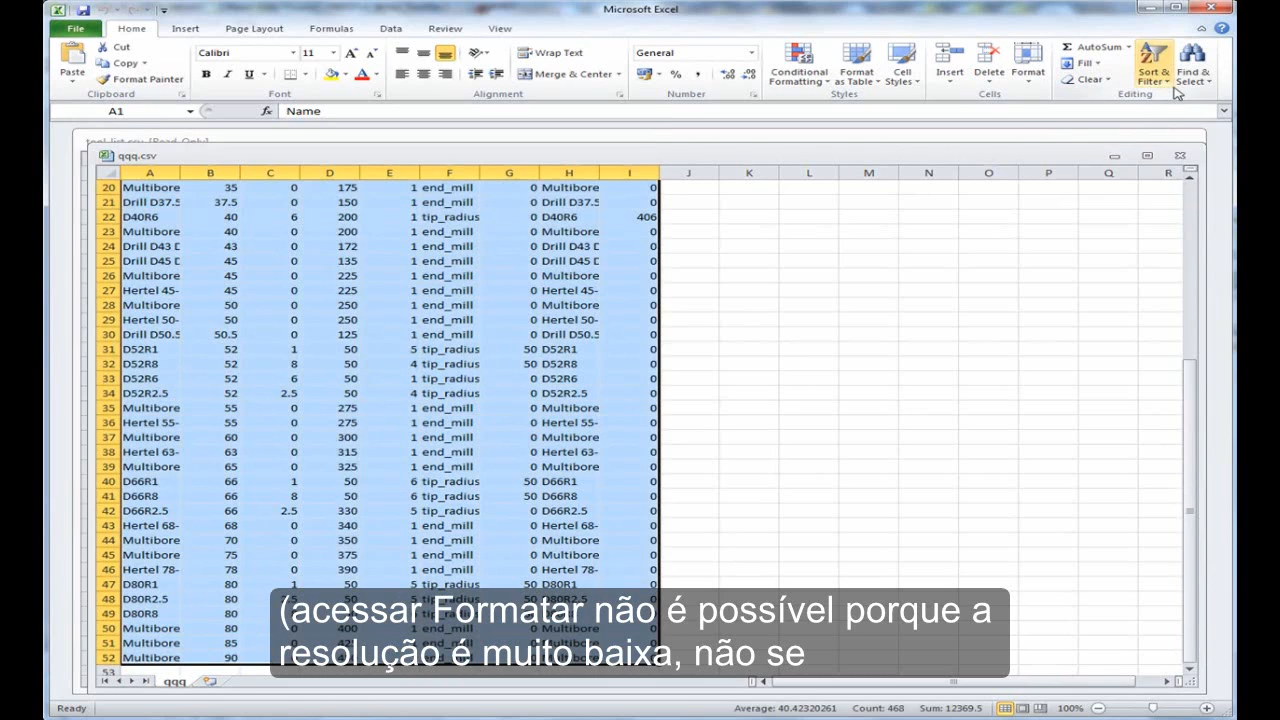 Microsoft Excel
File Home Insert Page Layout Formulas Data Review View
Cut
Copy
Format Painter
Paste
Clipboard
Calibri 11
B I U
Font
Wrap Text
Merge & Center
Alignment
General
%
Number
Conditional Formatting
Format as Table
Cell Styles
Styles
Insert Delete Format
Cells
AutoSum
Fill
Clear
Sort & Filter
Find & Select
Editing
A1 fx Name
qqq.csv
A B C D E F G H I J K L M N O P Q R
20 Multibore 35 0 175 1 end_mill 0 Multibore 0
21 Drill D37.5 37.5 0 150 1 end_mill 0 Drill D37.5 0
22 D40R6 40 6 200 1 tip_radius 0 D40R6 406
23 Multibore 40 0 200 1 end_mill 0 Multibore 0
24 Drill D43 D 43 0 172 1 end_mill 0 Drill D43 D 0
25 Drill D45 D 45 0 135 1 end_mill 0 Drill D45 D 0
26 Multibore 45 0 225 1 end_mill 0 Multibore 0
27 Hertel 45- 45 0 225 1 end_mill 0 Hertel 45- 0
28 Multibore 50 0 250 1 end_mill 0 Multibore 0
29 Hertel 50- 50 0 250 1 end_mill 0 Hertel 50- 0
30 Drill D50.5 50.5 0 125 1 end_mill 0 Drill D50.5 0
31 D52R1 52 1 50 5 tip_radius 50 D52R1 0
32 D52R8 52 8 50 4 tip_radius 50 D52R8 0
33 D52R6 52 6 50 1 tip_radius 0 D52R6 0
34 D52R2.5 52 2.5 50 4 tip_radius 0 D52R2.5 0
35 Multibore 55 0 275 1 end_mill 0 Multibore 0
36 Hertel 55- 55 0 275 1 end_mill 0 Hertel 55- 0
37 Multibore 60 0 300 1 end_mill 0 Multibore 0
38 Hertel 63- 63 0 315 1 end_mill 0 Hertel 63- 0
39 Multibore 65 0 325 1 end_mill 0 Multibore 0
40 D66R1 66 1 50 6 tip_radius 50 D66R1 0
41 D66R8 66 8 50 6 tip_radius 50 D66R8 0
42 D66R2.5 66 2.5 330 5 tip_radius 50 D66R2.5 0
43 Hertel 68- 68 0 340 1 end_mill 0 Hertel 68- 0
44 Multibore 70 0 350 1 end_mill 0 Multibore 0
45 Multibore 75 0 375 1 end_mill 0 Multibore 0
46 Hertel 78- 78 0 390 1 end_mill 0 Hertel 78- 0
47 D80R1 80 1 50 5 tip_radius 50 D80R1 0
48 D80R2.5 80
49 D80R8 80
50 Multibore 80
51 Multibore 85
52 Multibore 90
53
(acessar Formatar não é possível porque a
resolução é muito baixa, não se
qqq
Ready Average: 40.42320261 Count: 468 Sum: 12369.5 100%